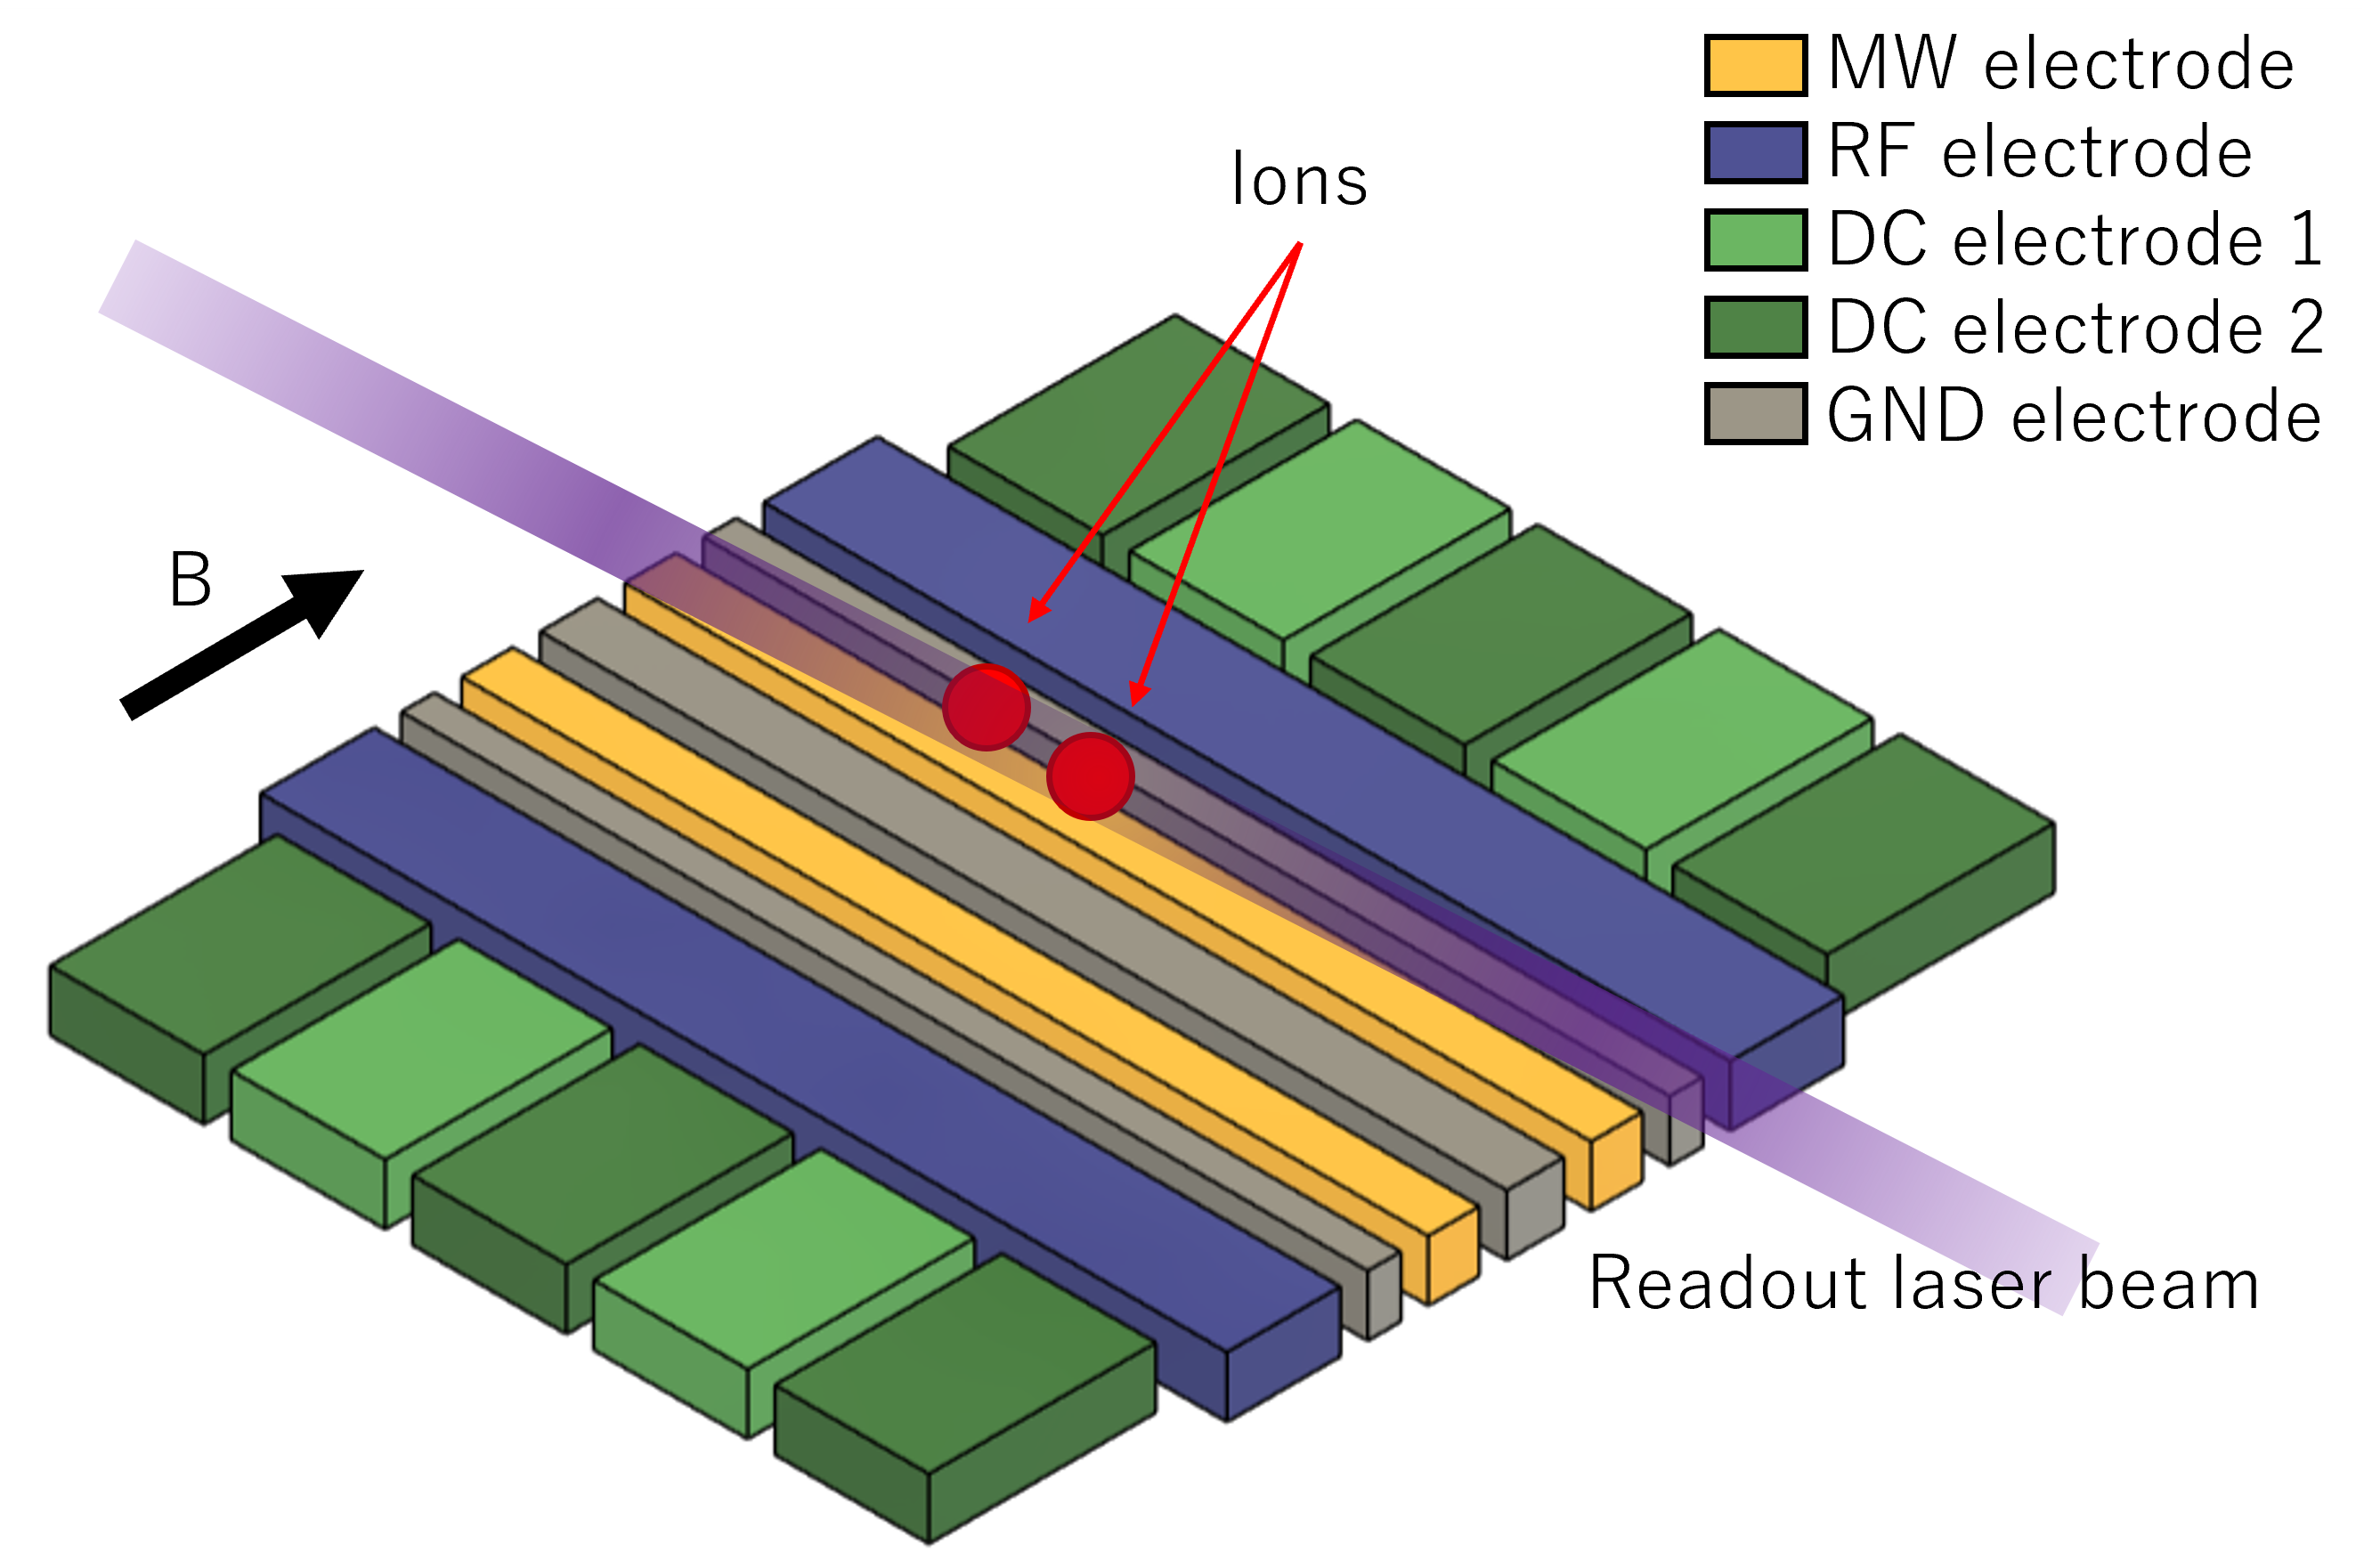 MW electrode
RF electrode
DC electrode 1
DC electrode 2
GND electrode
Ions
B
Readout laser beam